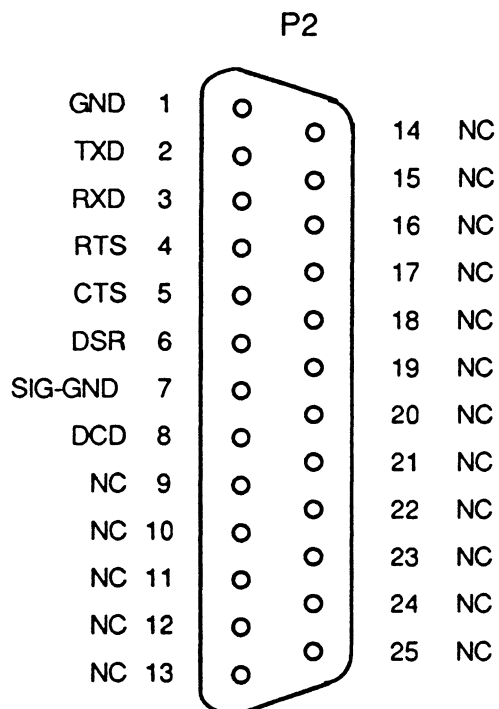 P2
GND 1
TXD 2
RXD 3
RTS 4
CTS 5
DSR 6
SIG-GND 7
DCD 8
NC 9
NC 10
NC 11
NC 12
NC 13
14 NC
15 NC
16 NC
17 NC
18 NC
19 NC
20 NC
21 NC
22 NC
23 NC
24 NC
25 NC